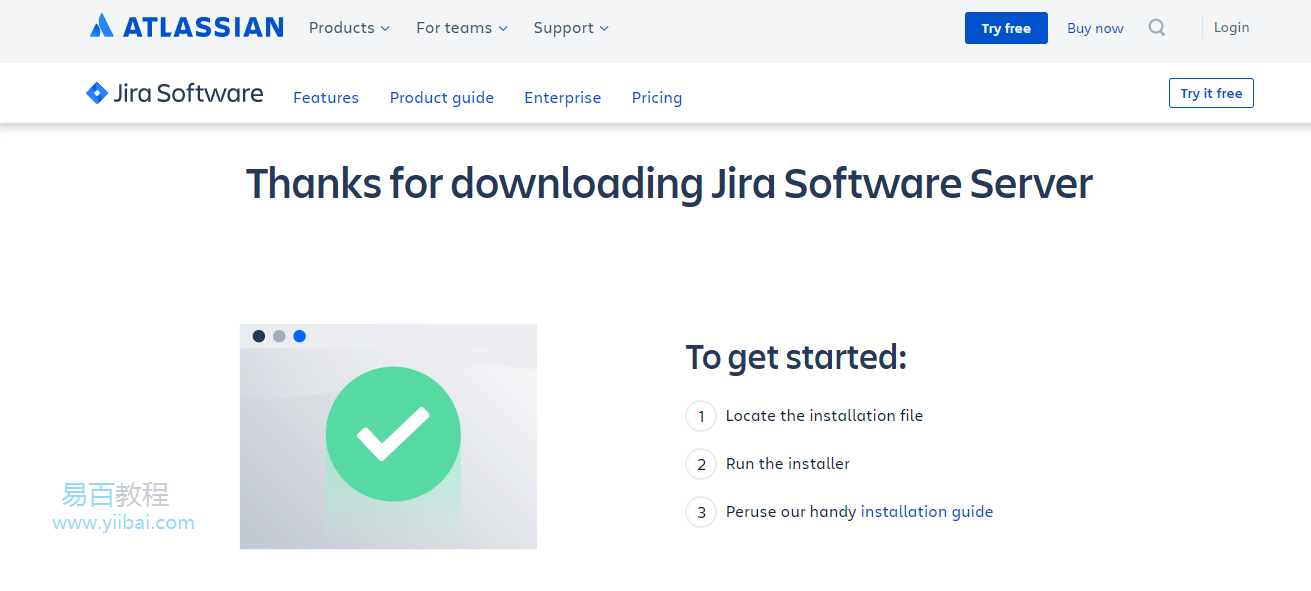 ATLASSIAN Products For teams Support Try free Buy now Login
Jira Software Features Product guide Enterprise Pricing Try it free
Thanks for downloading Jira Software Server
To get started:
1 Locate the installation file
2 Run the installer
3 Peruse our handy installation guide
易百教程
www.yiibai.com